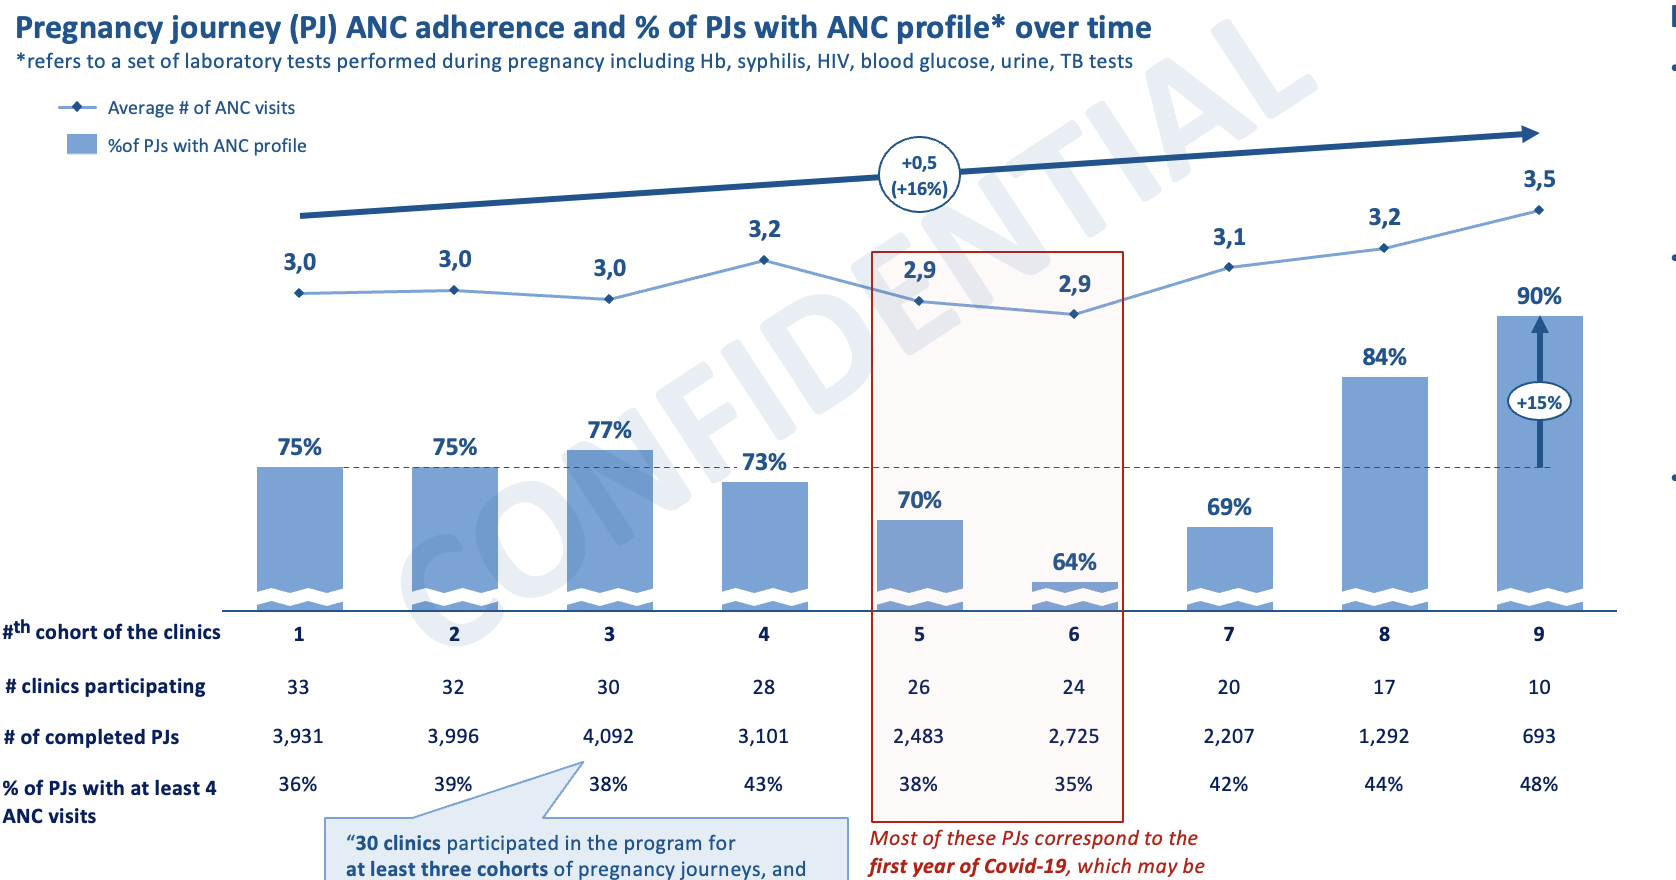 Pregnancy journey (PJ) ANC adherence and % of PJs with ANC profile* over time
*refers to a set of laboratory tests performed during pregnancy including Hb, syphilis, HIV, blood glucose, urine, TB tests
Average # of ANC visits
%of PJs with ANC profile
CONFIDENTIAL
+0,5
(+16%)
3,0 3,0 3,0 3,2 2,9 2,9 3,1 3,2 3,5
75% 75% 77% 73% 70% 64% 69% 84% 90%
+15%
#th cohort of the clinics 1 2 3 4 5 6 7 8 9
# clinics participating 33 32 30 28 26 24 20 17 10
# of completed PJs 3,931 3,996 4,092 3,101 2,483 2,725 2,207 1,292 693
% of PJs with at least 4 36% 39% 38% 43% 38% 35% 42% 44% 48%
ANC visits
“30 clinics participated in the program for
at least three cohorts of pregnancy journeys, and
Most of these PJs correspond to the
first year of Covid-19, which may be